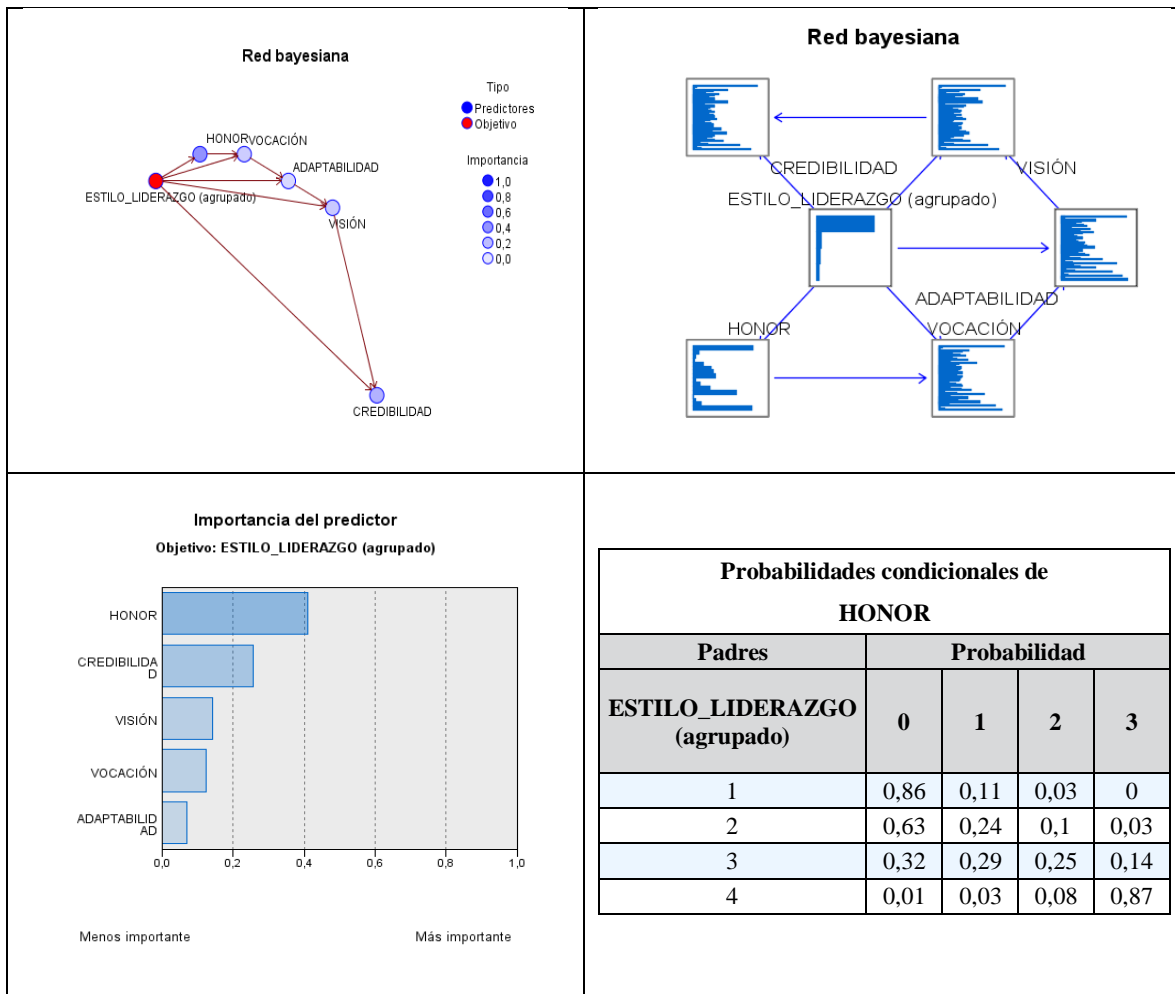 Red bayesiana
Tipo
Predictores
Objetivo
Importancia
1,0
0,8
0,6
0,4
0,2
0,0
HONOR
VOCACIÓN
ADAPTABILIDAD
ESTILO_LIDERAZGO (agrupado)
VISIÓN
CREDIBILIDAD
Red bayesiana
CREDIBILIDAD
VISIÓN
ESTILO_LIDERAZGO (agrupado)
ADAPTABILIDAD
HONOR
VOCACIÓN
Importancia del predictor
Objetivo: ESTILO_LIDERAZGO (agrupado)
HONOR
CREDIBILIDA
D
VISIÓN
VOCACIÓN
ADAPTABILID
AD
0,0 0,2 0,4 0,6 0,8 1,0
Menos importante Más importante
Probabilidades condicionales de
HONOR
Padres Probabilidad
ESTILO_LIDERAZGO
(agrupado) 0 1 2 3
1 0,86 0,11 0,03 0
2 0,63 0,24 0,1 0,03
3 0,32 0,29 0,25 0,14
4 0,01 0,03 0,08 0,87